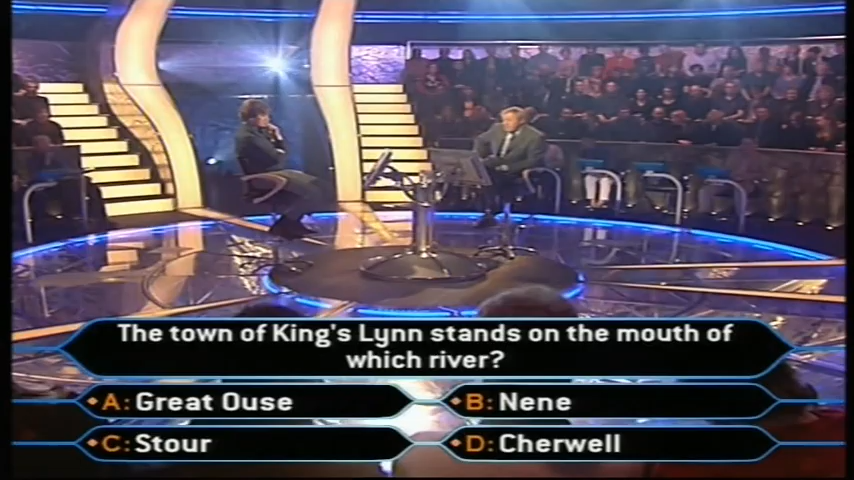 The town of King's Lynn stands on the mouth of
which river?
A: Great Ouse
B: Nene
C: Stour
D: Cherwell